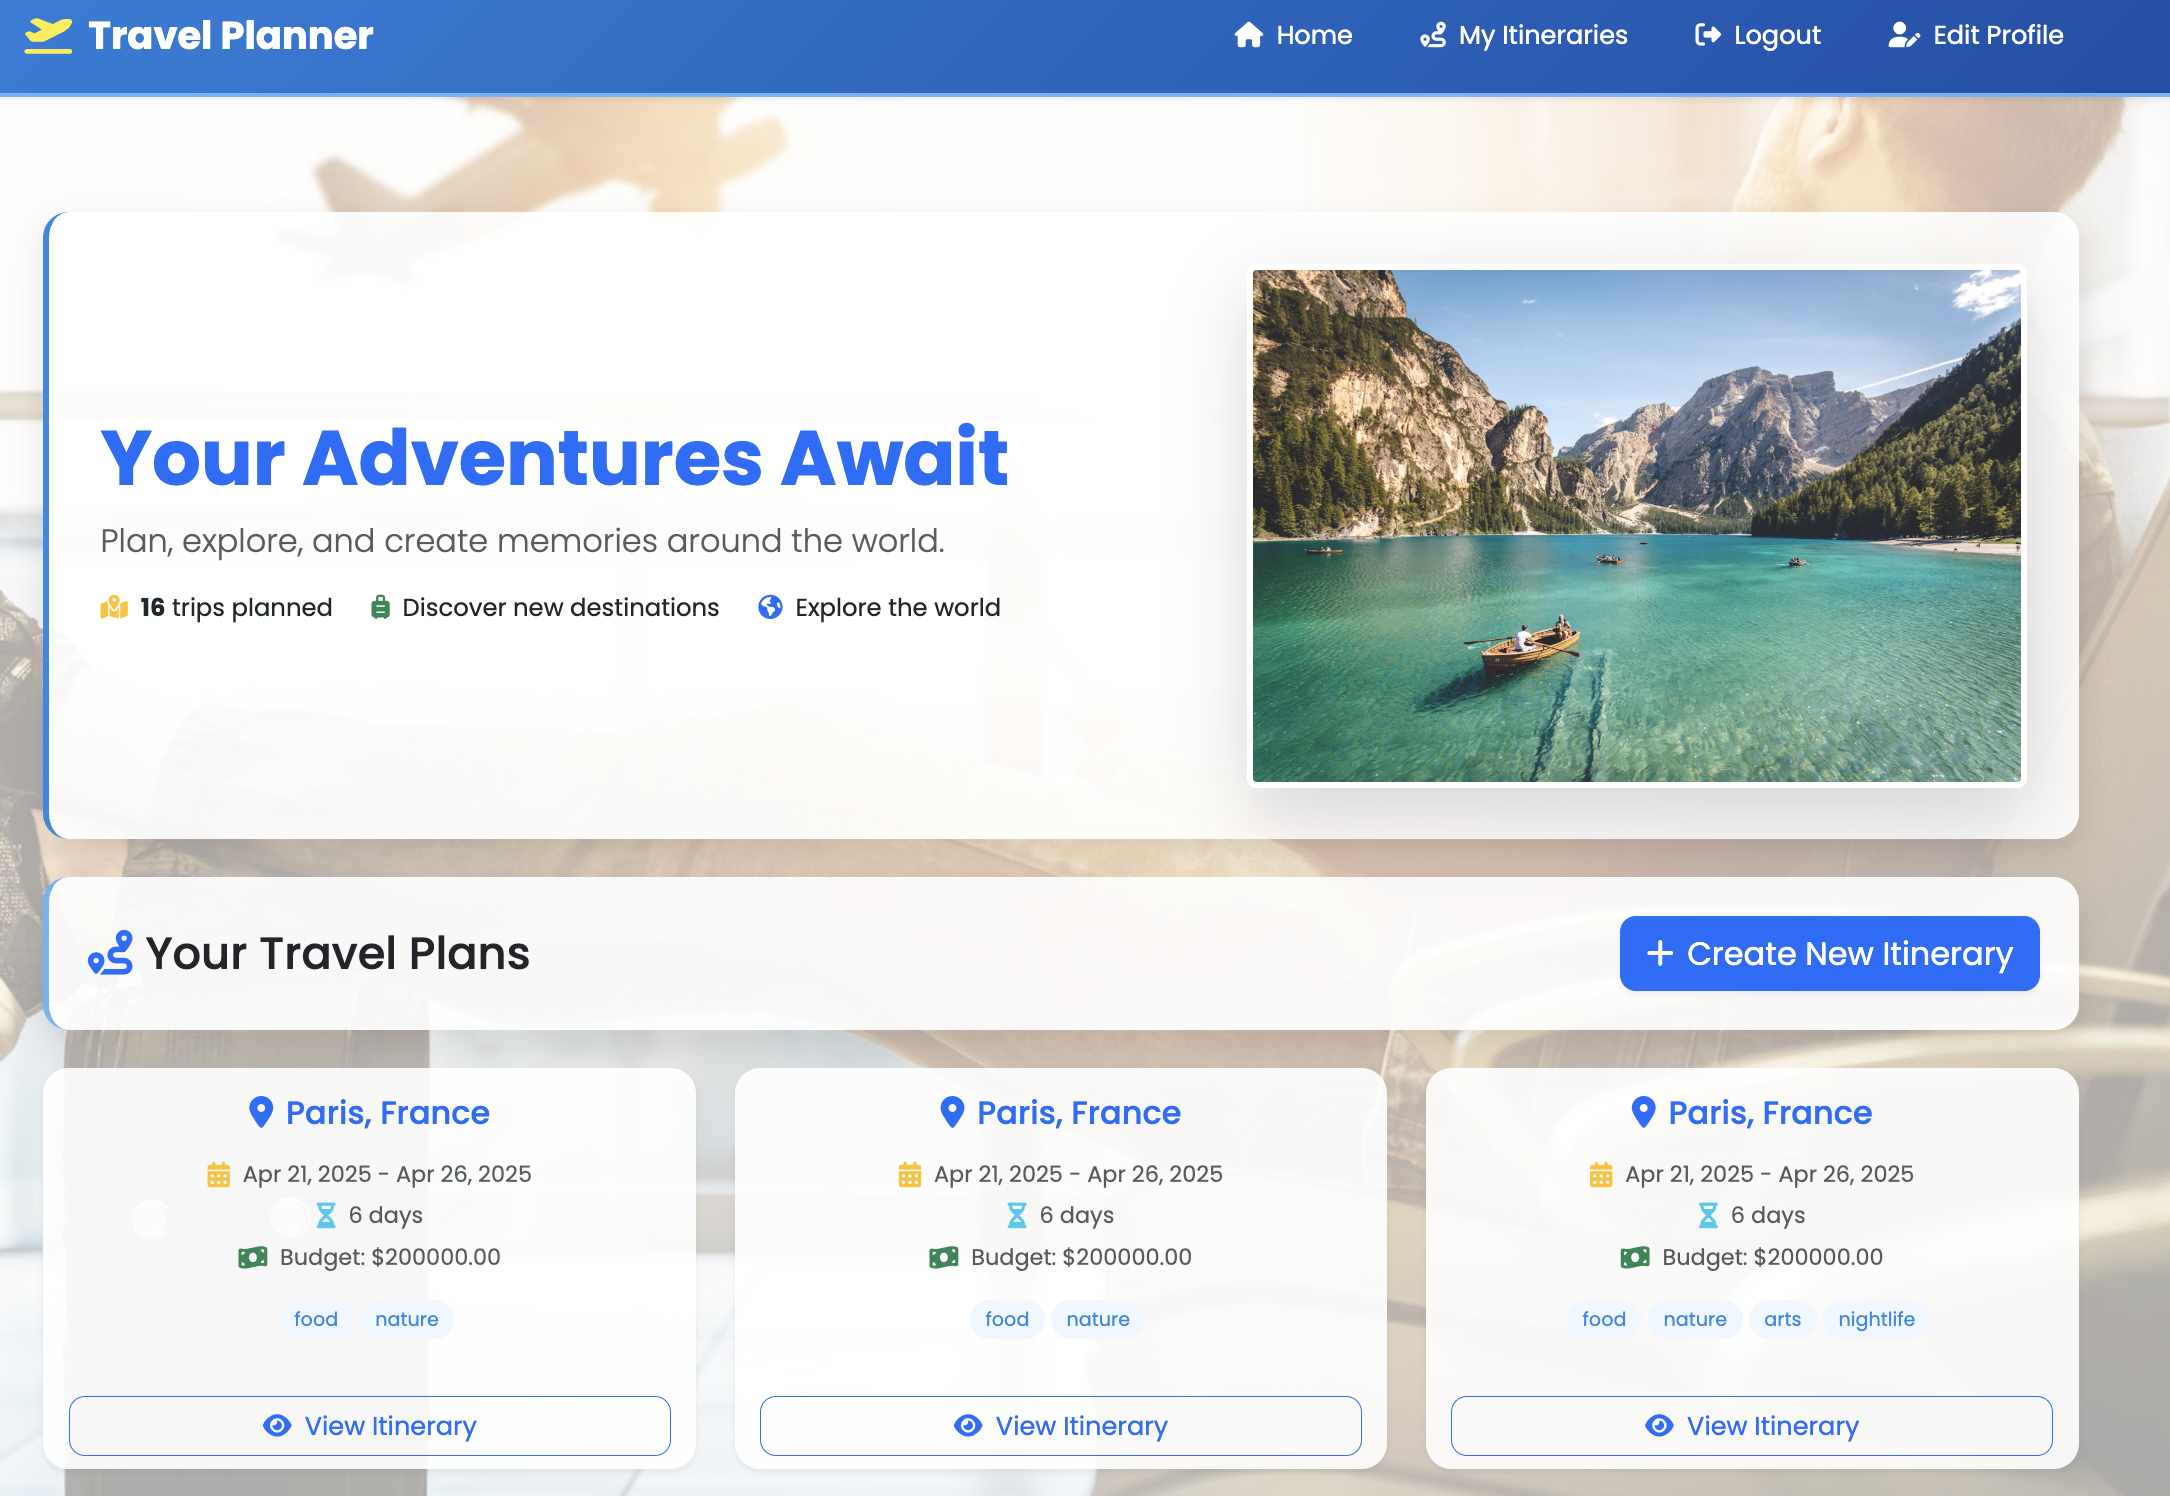 Travel Planner
Home
My Itineraries
Logout
Edit Profile
Your Adventures Await
Plan, explore, and create memories around the world.
16 trips planned
Discover new destinations
Explore the world
Your Travel Plans
+ Create New Itinerary
Paris, France
Apr 21, 2025 - Apr 26, 2025
6 days
Budget: $200000.00
food nature
View Itinerary
Paris, France
Apr 21, 2025 - Apr 26, 2025
6 days
Budget: $200000.00
food nature
View Itinerary
Paris, France
Apr 21, 2025 - Apr 26, 2025
6 days
Budget: $200000.00
food nature arts nightlife
View Itinerary